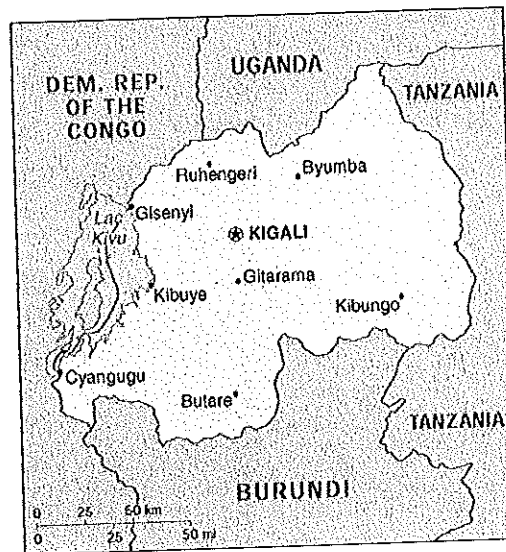 UGANDA
DEM. REP.
OF THE
CONGO
TANZANIA
Ruhengeri
Byumba
Gisenyi
Lac
Kivu
KIGALI
Gitarama
Kibuye
Kibungo
Cyangugu
Butare
TANZANIA
BURUNDI
0 25 50 km
0 25 50 mi